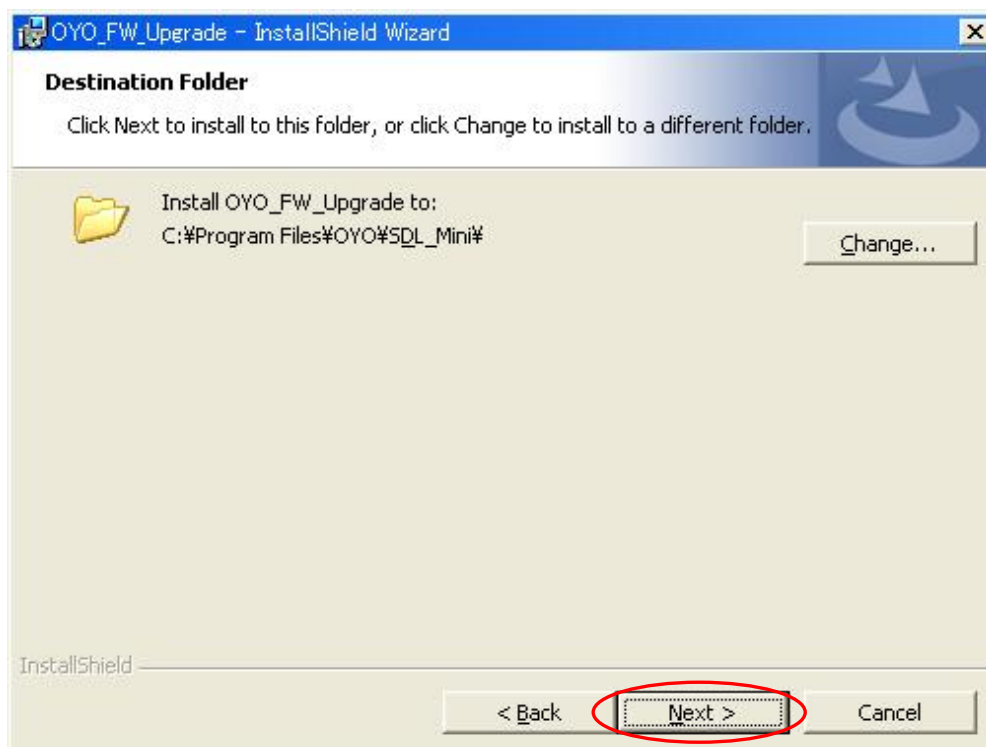 OYO_FW_Upgrade - InstallShield Wizard
Destination Folder
Click Next to install to this folder, or click Change to install to a different folder.
Install OYO_FW_Upgrade to:
C:¥Program Files¥OYO¥SDL_Mini¥
Change...
InstallShield
< Back
Next >
Cancel